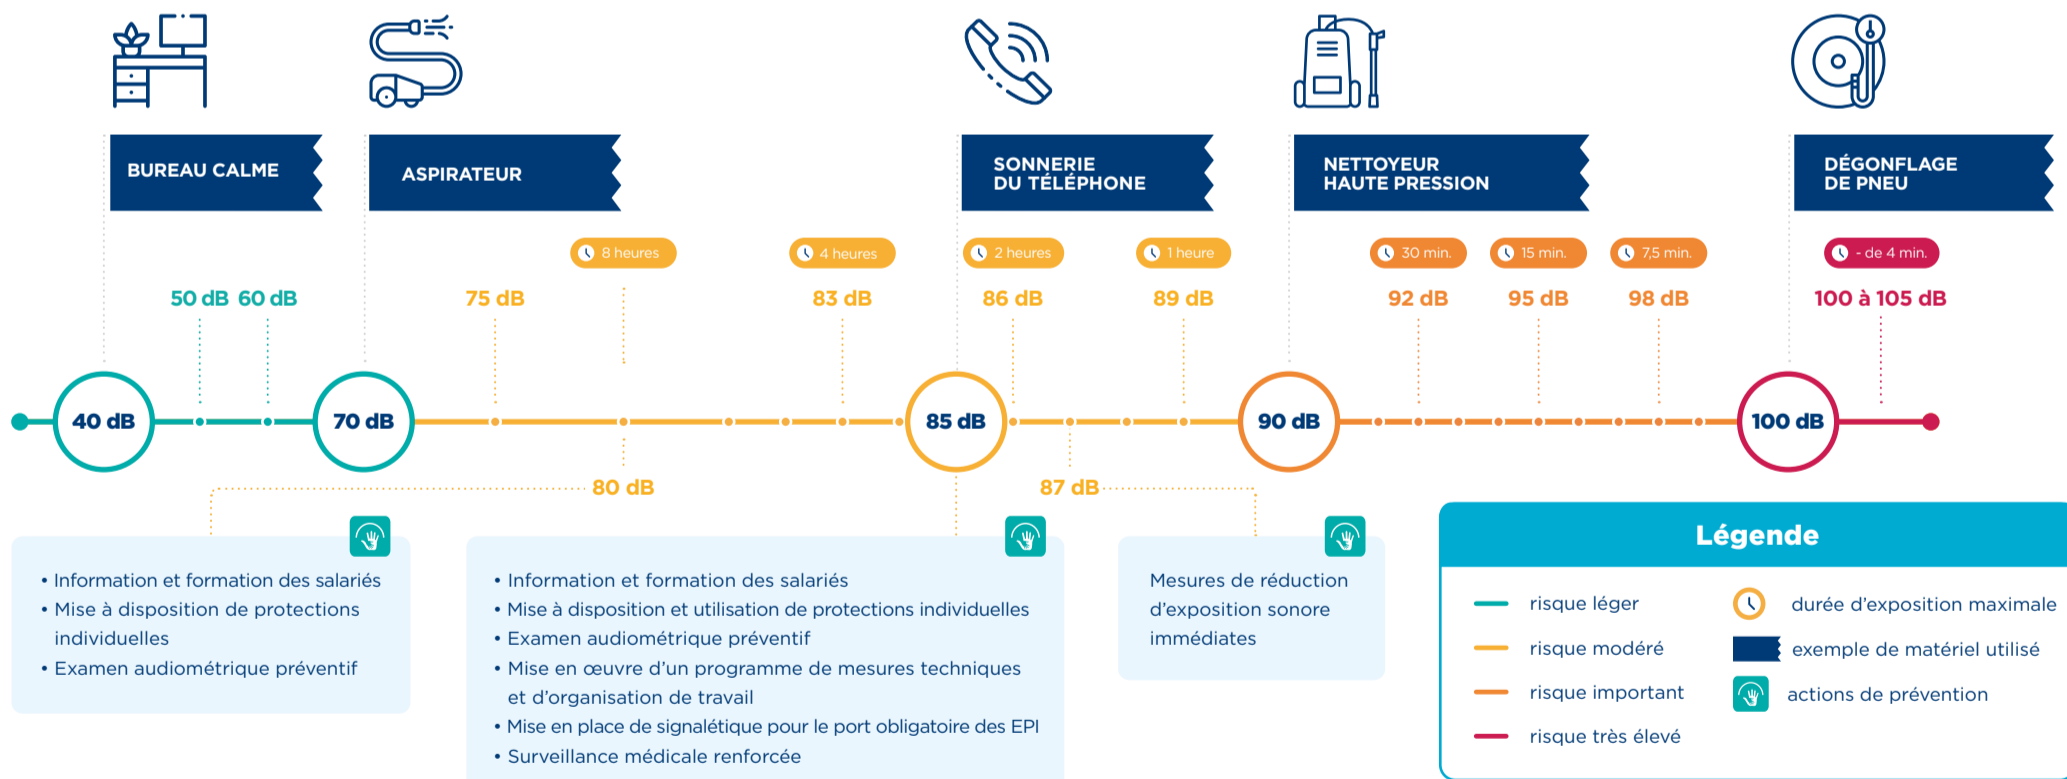 BUREAU CALME
ASPIRATEUR
SONNERIE
DU TÉLÉPHONE
NETTOYEUR
HAUTE PRESSION
DÉGONFLAGE
DE PNEU
8 heures
4 heures
2 heures
1 heure
30 min.
15 min.
7,5 min.
- de 4 min.
50 dB
60 dB
75 dB
83 dB
86 dB
89 dB
92 dB
95 dB
98 dB
100 à 105 dB
40 dB
70 dB
85 dB
90 dB
100 dB
80 dB
87 dB
• Information et formation des salariés
• Mise à disposition de protections
individuelles
• Examen audiométrique préventif
• Information et formation des salariés
• Mise à disposition et utilisation de protections individuelles
• Examen audiométrique préventif
• Mise en œuvre d'un programme de mesures techniques
et d'organisation de travail
• Mise en place de signalétique pour le port obligatoire des EPI
• Surveillance médicale renforcée
Mesures de réduction
d'exposition sonore
immédiates
Légende
risque léger
risque modéré
risque important
risque très élevé
durée d'exposition maximale
exemple de matériel utilisé
actions de prévention